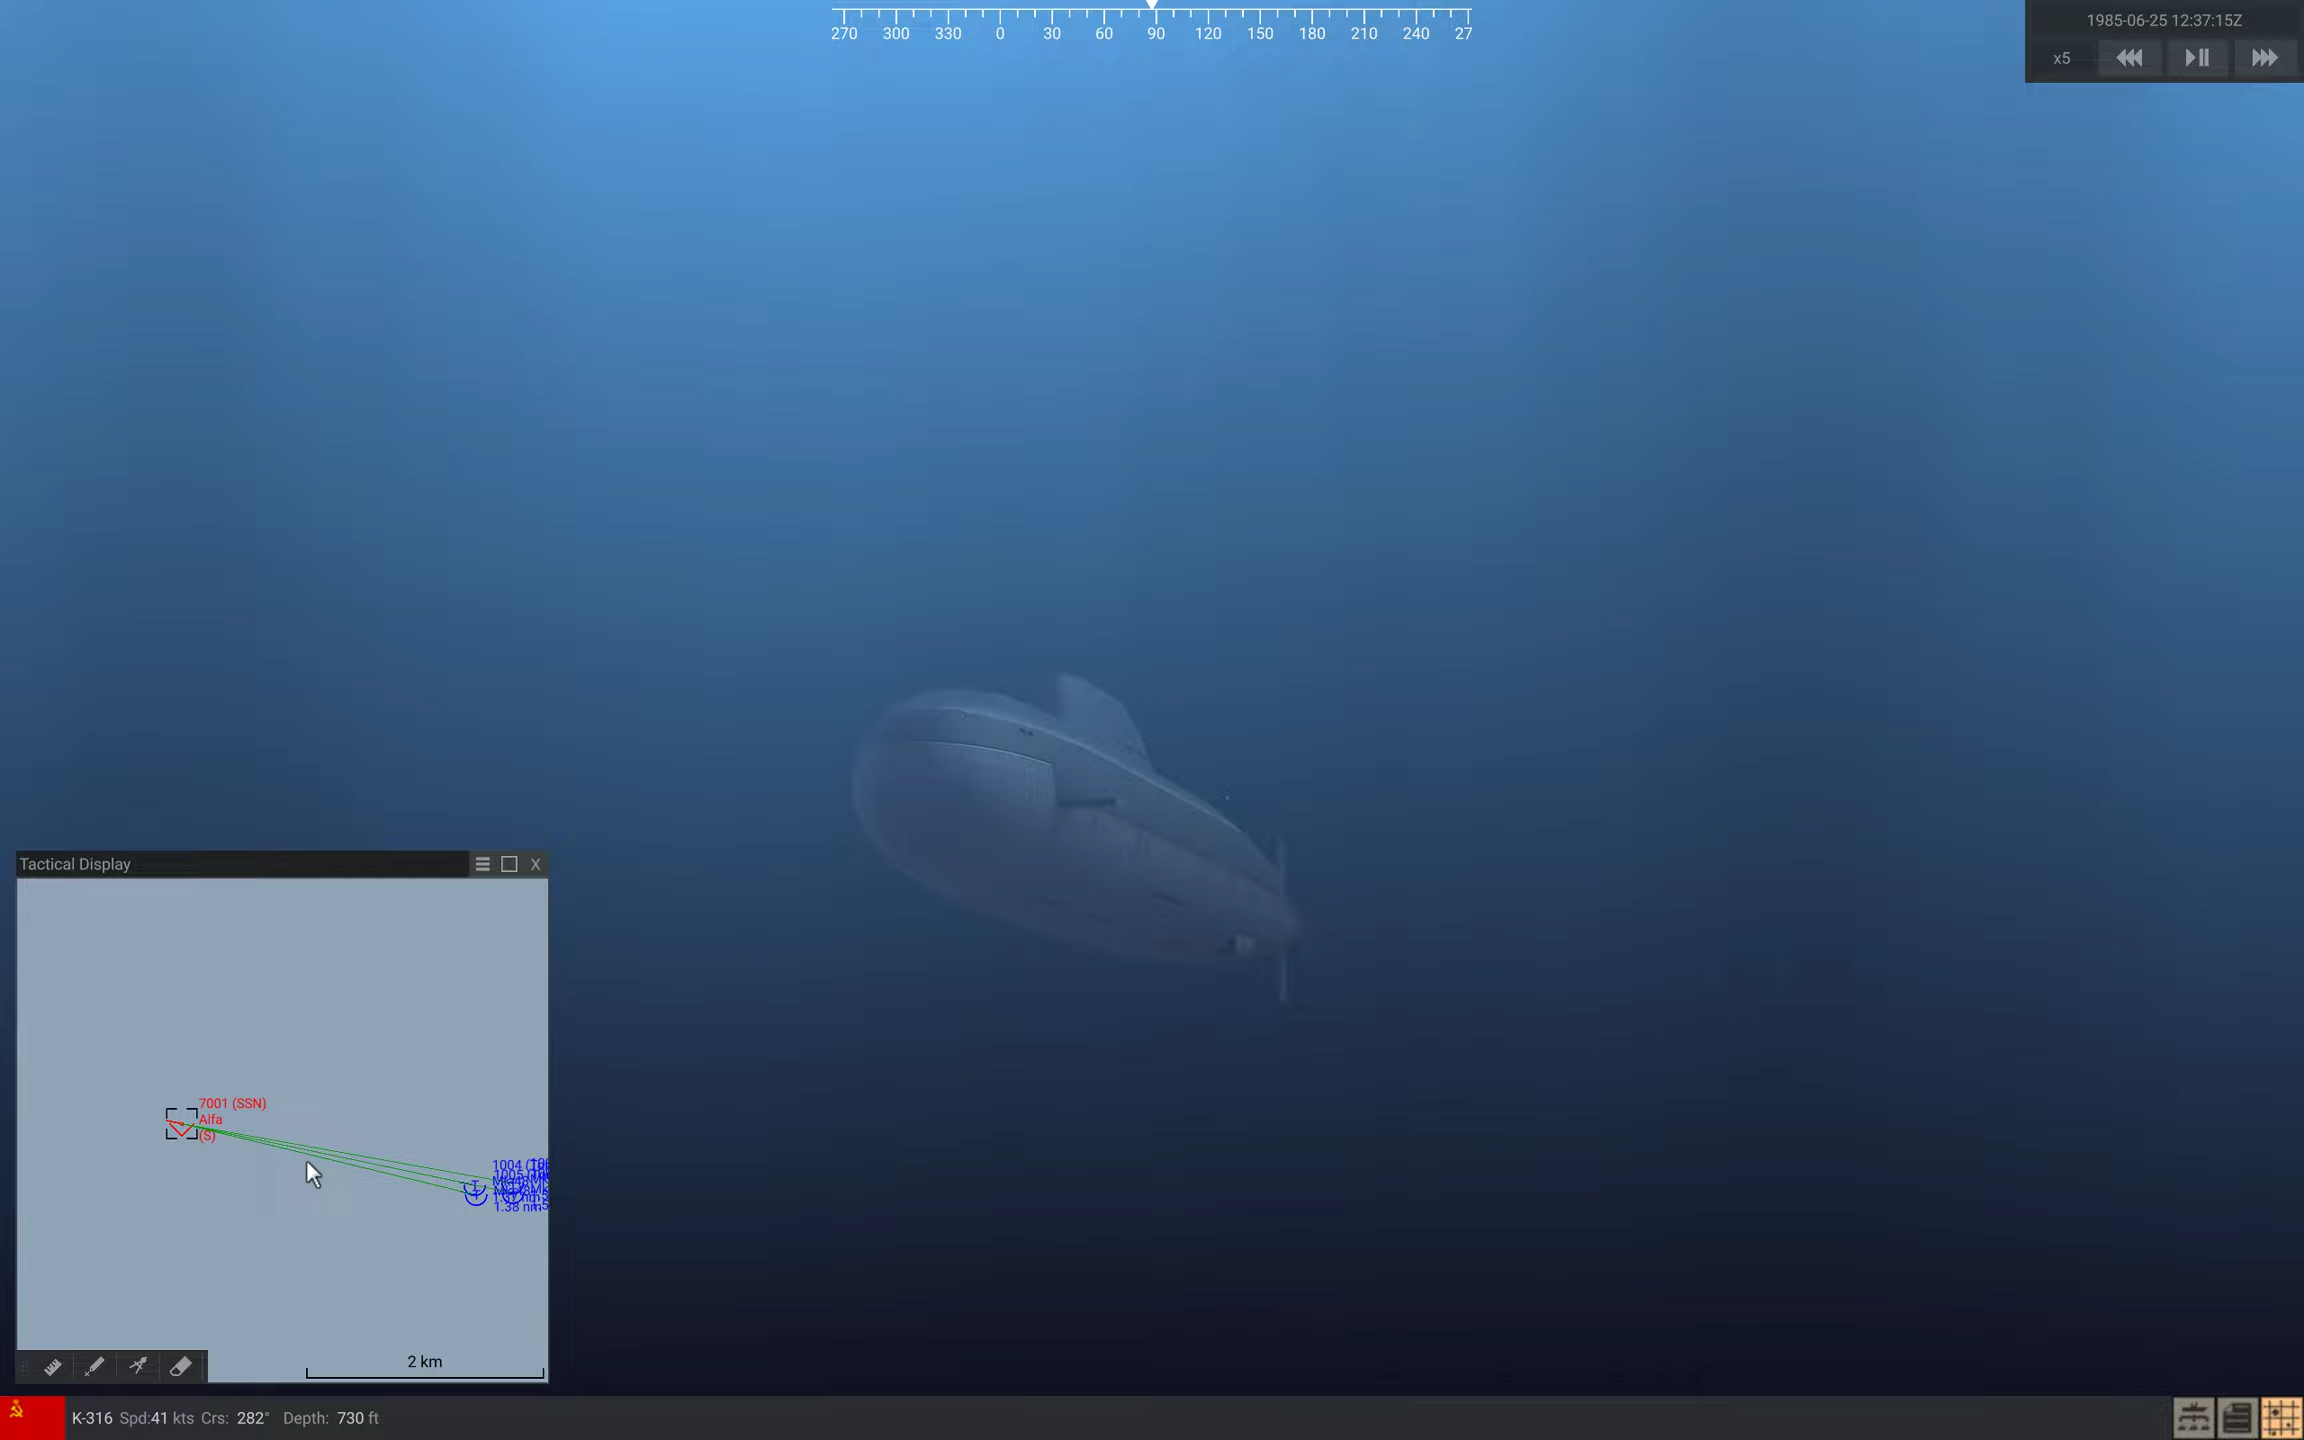 270 300 330 0 30 60 90 120 150 180 210 240 27
1985-06-25 12:37:15Z
x5
Tactical Display
X
7001 (SSN)
Alfa
(S)
1004
1005
1.38 nm
2 km
K-316 Spd:41 kts Crs: 282° Depth: 730 ft